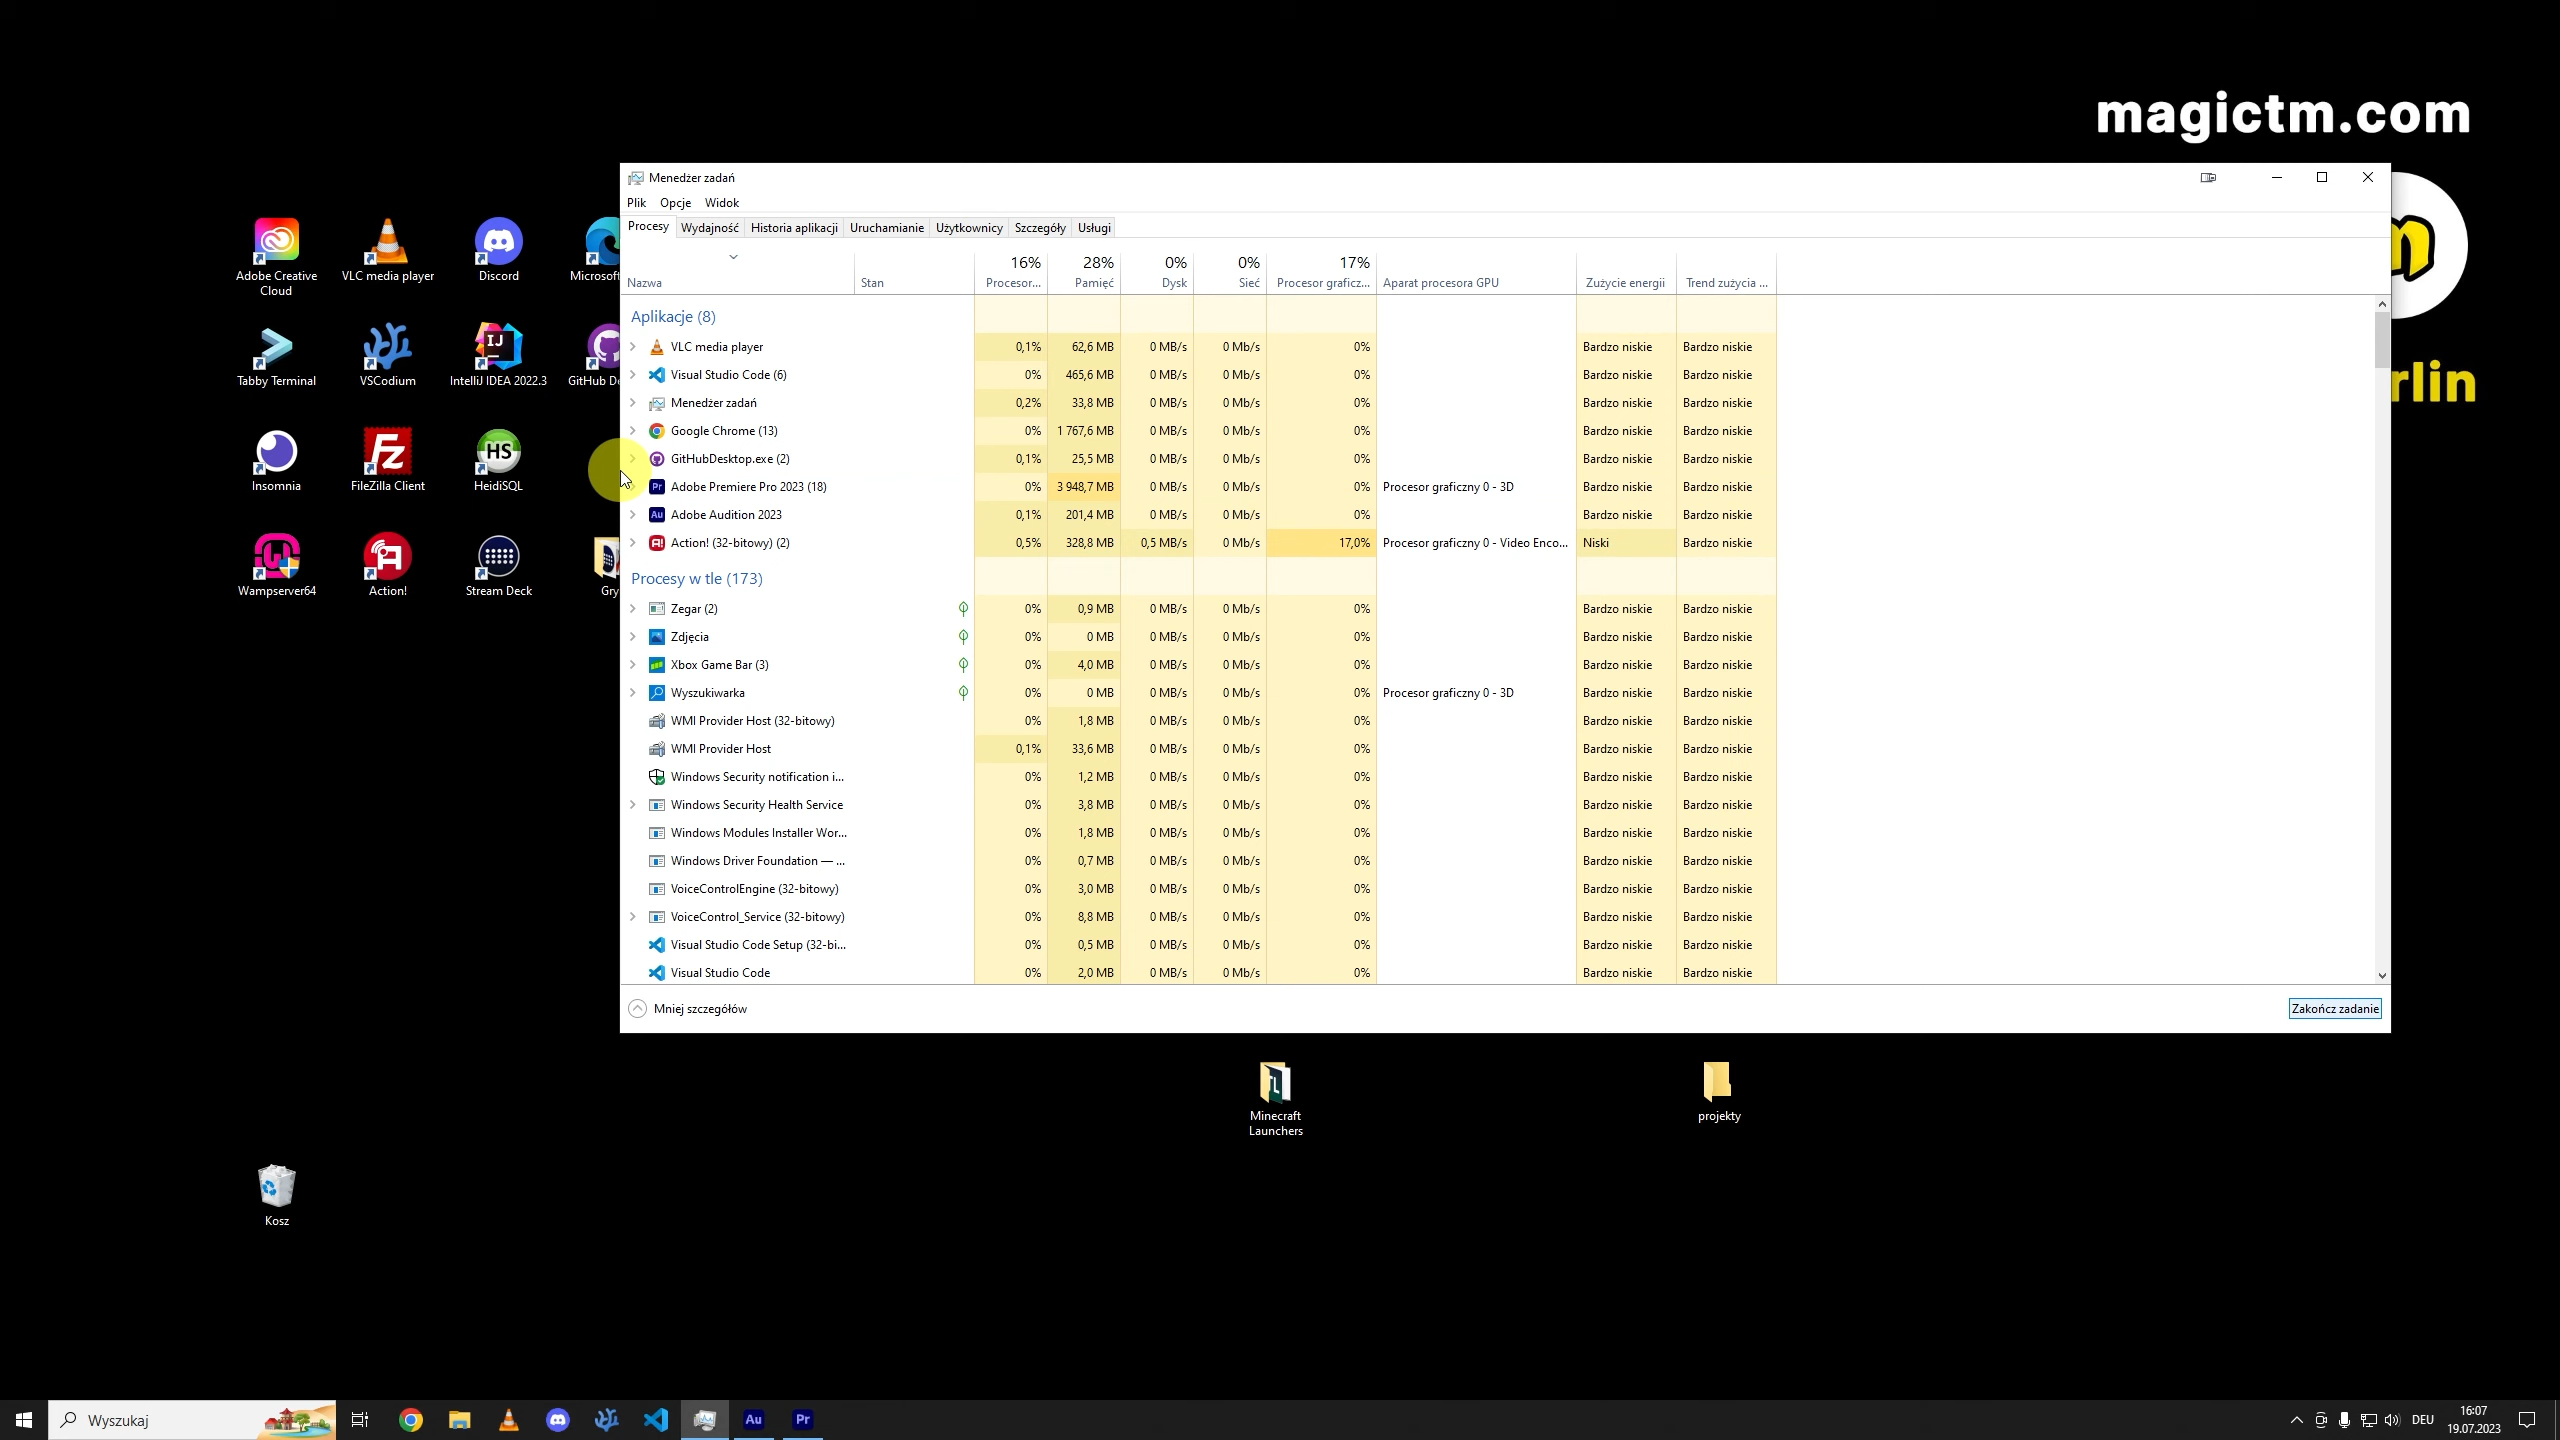 magictm.com
rlin
Adobe Creative
Cloud
VLC media player
Discord
Microsoft
Tabby Terminal
VSCodium
IntelliJ IDEA 2022.3
GitHub De
Insomnia
FileZilla Client
HeidiSQL
Wampserver64
Action!
Stream Deck
Gry
Menedżer zadań
Plik Opcje Widok
Procesy Wydajność Historia aplikacji Uruchamianie Użytkownicy Szczegóły Usługi
16% 28% 0% 0% 17%
Nazwa Stan Procesor... Pamięć Dysk Sieć Procesor graficz... Aparat procesora GPU Zużycie energii Trend zużycia ...
Aplikacje (8)
VLC media player 0,1% 62,6 MB 0 MB/s 0 Mb/s 0% Bardzo niskie Bardzo niskie
Visual Studio Code (6) 0% 465,6 MB 0 MB/s 0 Mb/s 0% Bardzo niskie Bardzo niskie
Menedżer zadań 0,2% 33,8 MB 0 MB/s 0 Mb/s 0% Bardzo niskie Bardzo niskie
Google Chrome (13) 0% 1 767,6 MB 0 MB/s 0 Mb/s 0% Bardzo niskie Bardzo niskie
GitHubDesktop.exe (2) 0,1% 25,5 MB 0 MB/s 0 Mb/s 0% Bardzo niskie Bardzo niskie
Adobe Premiere Pro 2023 (18) 0% 3 948,7 MB 0 MB/s 0 Mb/s 0% Procesor graficzny 0 - 3D Bardzo niskie Bardzo niskie
Adobe Audition 2023 0,1% 201,4 MB 0 MB/s 0 Mb/s 0% Bardzo niskie Bardzo niskie
Action! (32-bitowy) (2) 0,5% 328,8 MB 0,5 MB/s 0 Mb/s 17,0% Procesor graficzny 0 - Video Enco... Niski Bardzo niskie
Procesy w tle (173)
Zegar (2) 0% 0,9 MB 0 MB/s 0 Mb/s 0% Bardzo niskie Bardzo niskie
Zdjęcia 0% 0 MB 0 MB/s 0 Mb/s 0% Bardzo niskie Bardzo niskie
Xbox Game Bar (3) 0% 4,0 MB 0 MB/s 0 Mb/s 0% Bardzo niskie Bardzo niskie
Wyszukiwarka 0% 0 MB 0 MB/s 0 Mb/s 0% Procesor graficzny 0 - 3D Bardzo niskie Bardzo niskie
WMI Provider Host (32-bitowy) 0% 1,8 MB 0 MB/s 0 Mb/s 0% Bardzo niskie Bardzo niskie
WMI Provider Host 0,1% 33,6 MB 0 MB/s 0 Mb/s 0% Bardzo niskie Bardzo niskie
Windows Security notification i... 0% 1,2 MB 0 MB/s 0 Mb/s 0% Bardzo niskie Bardzo niskie
Windows Security Health Service 0% 3,8 MB 0 MB/s 0 Mb/s 0% Bardzo niskie Bardzo niskie
Windows Modules Installer Wor... 0% 1,8 MB 0 MB/s 0 Mb/s 0% Bardzo niskie Bardzo niskie
Windows Driver Foundation — ... 0% 0,7 MB 0 MB/s 0 Mb/s 0% Bardzo niskie Bardzo niskie
VoiceControlEngine (32-bitowy) 0% 3,0 MB 0 MB/s 0 Mb/s 0% Bardzo niskie Bardzo niskie
VoiceControl_Service (32-bitowy) 0% 8,8 MB 0 MB/s 0 Mb/s 0% Bardzo niskie Bardzo niskie
Visual Studio Code Setup (32-bi... 0% 0,5 MB 0 MB/s 0 Mb/s 0% Bardzo niskie Bardzo niskie
Visual Studio Code 0% 2,0 MB 0 MB/s 0 Mb/s 0% Bardzo niskie Bardzo niskie
Mniej szczegółów Zakończ zadanie
Minecraft
Launchers
projekty
Kosz
Wyszukaj
Au Pr
DEU
16:07
19.07.2023